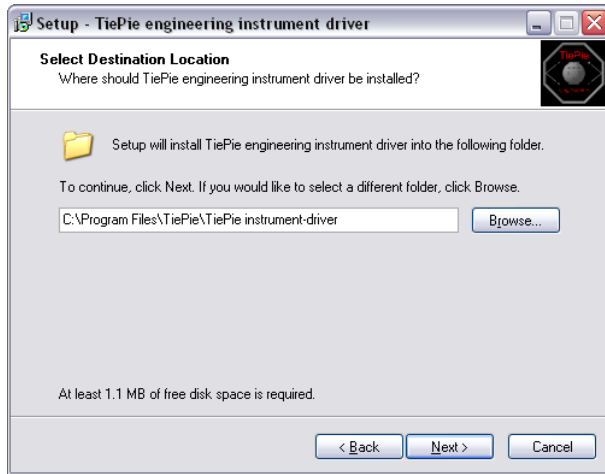 Setup - TiePie engineering instrument driver
Select Destination Location
Where should TiePie engineering instrument driver be installed?
TiePie
Setup will install TiePie engineering instrument driver into the following folder.
To continue, click Next. If you would like to select a different folder, click Browse.
C:\Program Files\TiePie\TiePie instrument-driver
Browse...
At least 1.1 MB of free disk space is required.
< Back
Next >
Cancel